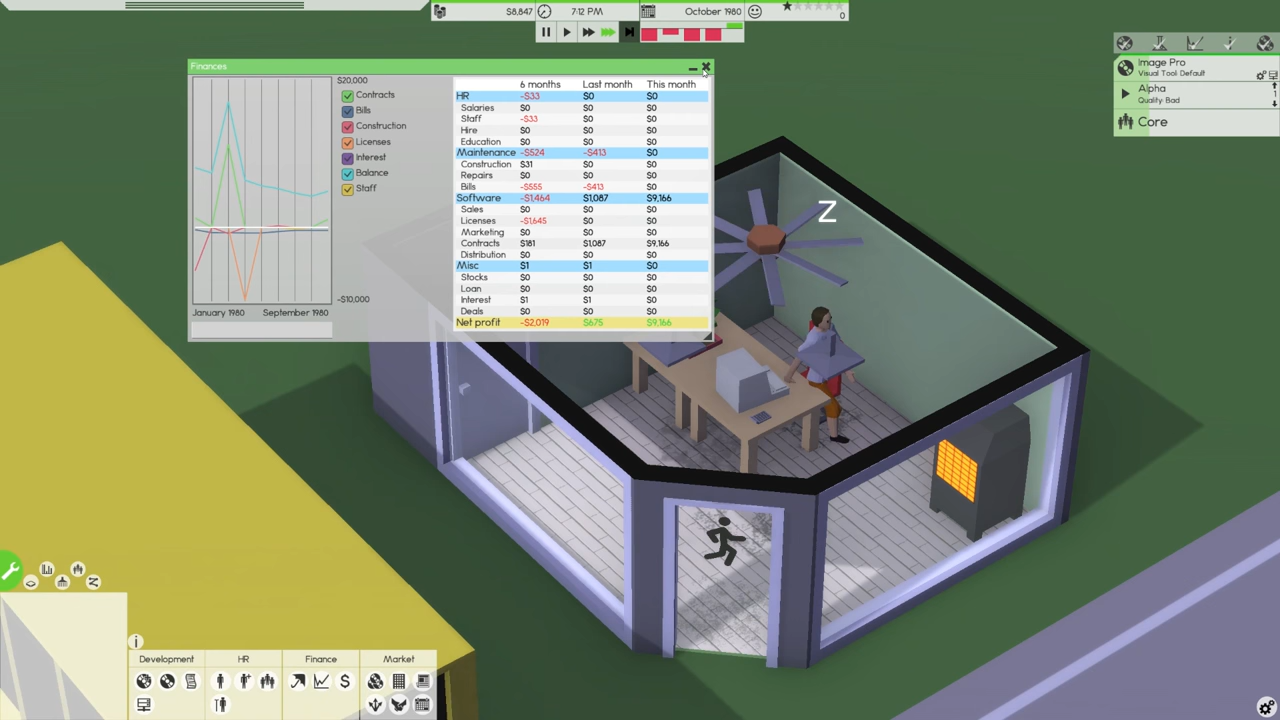 $8,847
7:12 PM
October 1980
0
Finances
$20,000
-$10,000
January 1980 September 1980
Contracts
Bills
Construction
Licenses
Interest
Balance
Staff
6 months Last month This month
HR -$33 $0 $0
Salaries $0 $0 $0
Staff -$33 $0 $0
Hire $0 $0 $0
Education $0 $0 $0
Maintenance -$524 -$413 $0
Construction $31 $0 $0
Repairs $0 $0 $0
Bills -$555 -$413 $0
Software -$1,464 $1,087 $9,166
Sales $0 $0 $0
Licenses -$1,645 $0 $0
Marketing $0 $0 $0
Contracts $181 $1,087 $9,166
Distribution $0 $0 $0
Misc $1 $1 $0
Stocks $0 $0 $0
Loan $0 $0 $0
Interest $1 $1 $0
Deals $0 $0 $0
Net profit -$2,019 $675 $9,166
Image Pro
Visual Tool Default
Alpha
Quality Bad
1
Core
Z
i
Development HR Finance Market